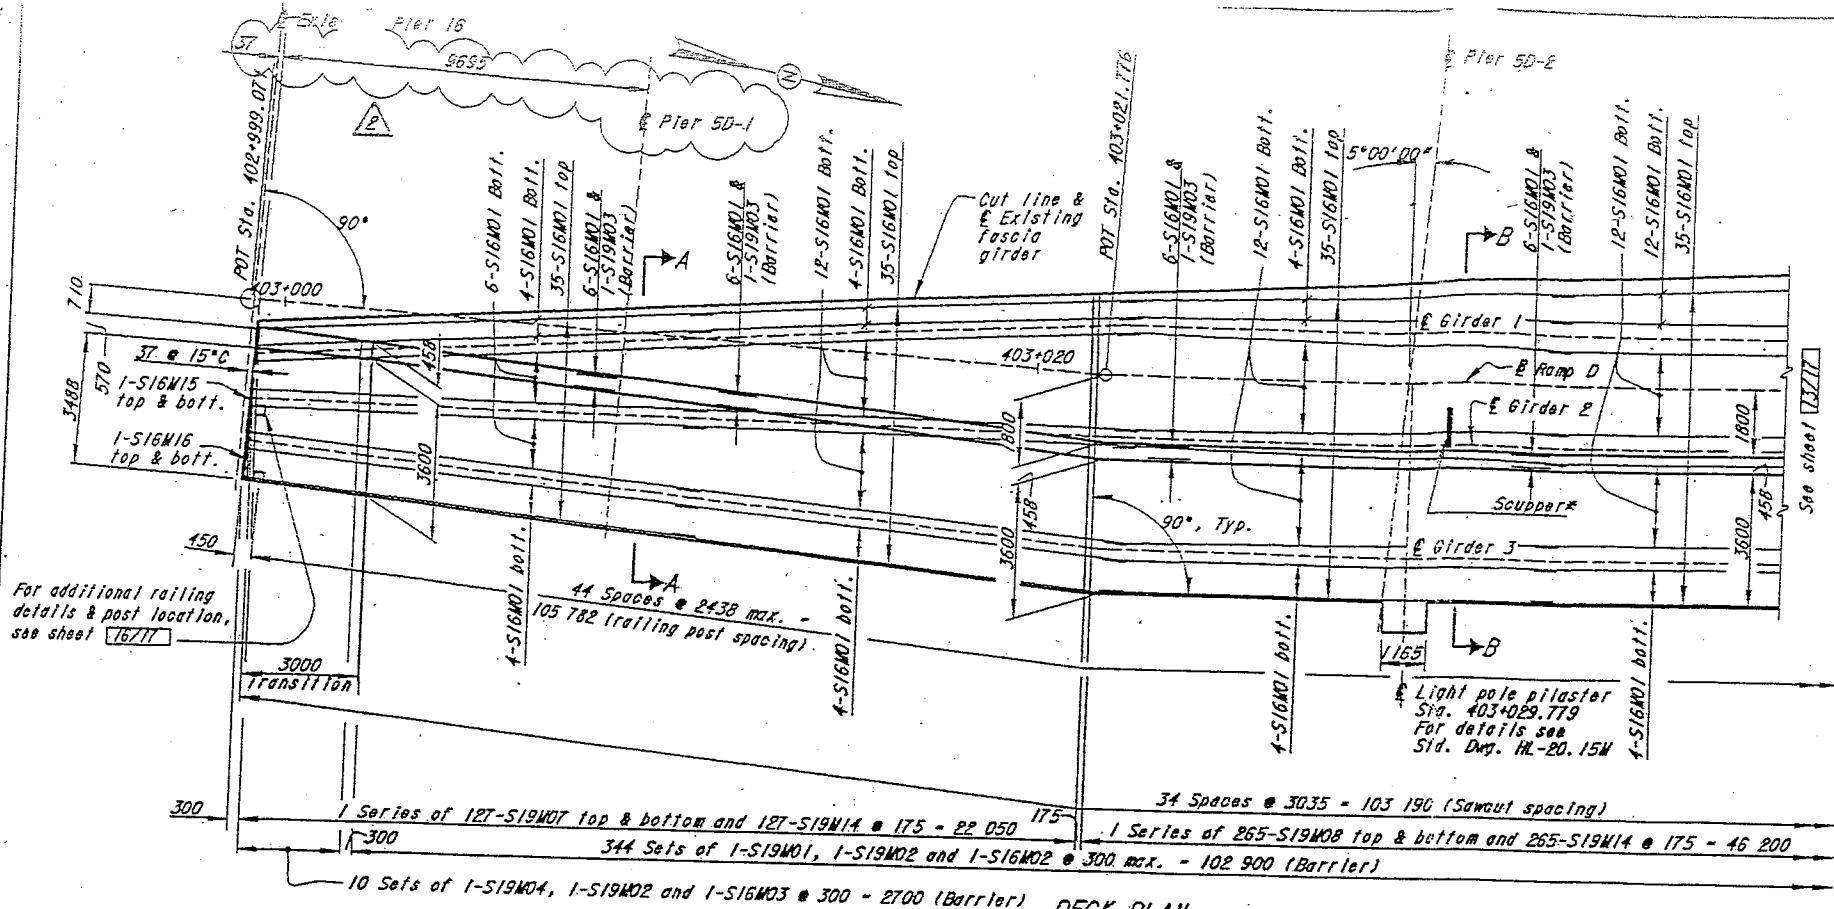 ℄ Exis
Pier 16
37
9695
2
℄ Pier 5D-1
N
℄ Pier 5D-2
POT Sta. 402+999.07
90°
6-S16M01 Bott.
4-S16M01 Bott.
35-S16M01 top
6-S16M01 &
1-S19M03
(Barrier)
A
6-S16M01 &
1-S19M03
(Barrier)
12-S16M01 Bott.
4-S16M01 Bott.
35-S16M01 top
Cut line &
℄ Existing
fascia
girder
POT Sta. 403+021.776
6-S16M01 &
1-S19M03
(Barrier)
12-S16M01 Bott.
4-S16M01 Bott.
35-S16M01 top
5°00'00"
B
6-S16M01 &
1-S19M03
(Barrier)
12-S16M01 Bott.
12-S16M01 Bott.
35-S16M01 top
710
403+000
℄ Girder 1
37 @ 15°C
458
403+020
570
3488
1-S16M15
top & bott.
℄ Ramp D
℄ Girder 2
See sheet 13/17
1800
1800
1-S16M16
top & bott.
3600
458
Scupper*
458
3600
90°, Typ.
3600
℄ Girder 3
450
For additional railing
details & post location,
see sheet 16/17
4-S16M01 bott.
A
44 Spaces @ 2438 max. =
105 782 (railing post spacing)
4-S16M01 bott.
4-S16M01 bott.
1165
B
4-S16M01 bott.
3000
Transition
℄ Light pole pilaster
Sta. 403+029.779
For details see
Std. Dwg. HL-20.15M
300
34 Spaces @ 3035 = 103 190 (Sawcut spacing)
1 Series of 127-S19M07 top & bottom and 127-S19M14 @ 175 = 22 050
175
1 Series of 265-S19M08 top & bottom and 265-S19M14 @ 175 = 46 200
300
344 Sets of 1-S19M01, 1-S19M02 and 1-S16M02 @ 300 max. = 102 900 (Barrier)
10 Sets of 1-S19M04, 1-S19M02 and 1-S16M03 @ 300 = 2700 (Barrier)
DECK PLAN